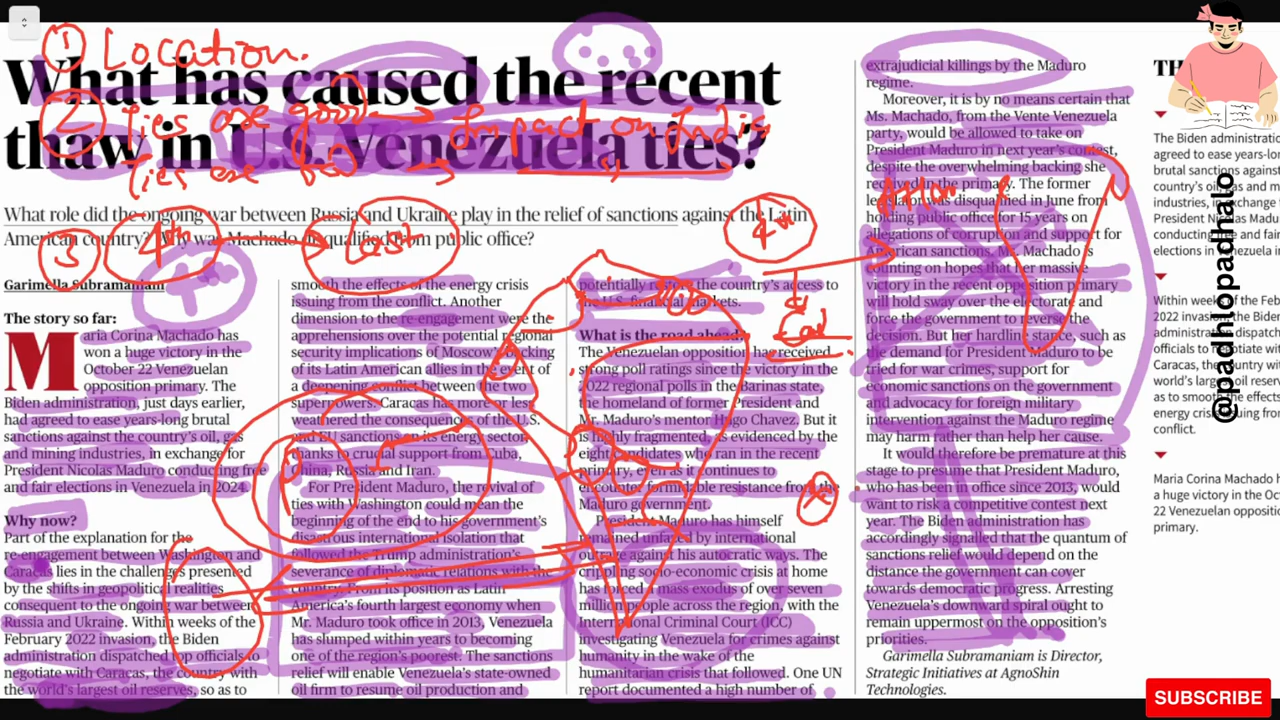 ① Location.
What has caused the recent
② Ties are good → Impact on India
thaw in U.S. Venezuela ties?
Ties are bad →
What role did the ongoing war between Russia and Ukraine play in the relief of sanctions against the Latin
American country? Why was Machado disqualified from public office?
3 4th
4th
Garimella Subramaniam
The story so far:
Maria Corina Machado has
won a huge victory in the
October 22 Venezuelan
opposition primary. The
Biden administration, just days earlier,
had agreed to ease years-long brutal
sanctions against the country's oil, gas
and mining industries, in exchange for
President Nicolas Maduro conducting free
and fair elections in Venezuela in 2024.
Why now?
Part of the explanation for the
re-engagement between Washington and
Caracas lies in the challenges presented
by the shifts in geopolitical realities
consequent to the ongoing war between
Russia and Ukraine. Within weeks of the
February 2022 invasion, the Biden
administration dispatched top officials to
negotiate with Caracas, the country with
the world's largest oil reserves, so as to
smooth the effects of the energy crisis
issuing from the conflict. Another
dimension to the re-engagement were the
apprehensions over the potential regional
security implications of Moscow's backing
of its Latin American allies in the event of
a deepening conflict between the two
superpowers. Caracas has more or less
weathered the consequences of the U.S.
and EU sanctions on its energy sector,
thanks to crucial support from Cuba,
China, Russia and Iran.
For President Maduro, the revival of
ties with Washington could mean the
beginning of the end to his government's
disastrous international isolation that
followed the Trump administration's
severance of diplomatic relations with the
country. From its position as Latin
America's fourth largest economy when
Mr. Maduro took office in 2013, Venezuela
has slumped within years to becoming
one of the region's poorest. The sanctions
relief will enable Venezuela's state-owned
oil firm to resume oil production and
potentially restore the country's access to
the U.S. financial markets.
What is the road ahead?
The Venezuelan opposition has received
strong poll ratings since the victory in the
2022 regional polls in the Barinas state,
the homeland of former President and
Mr. Maduro's mentor Hugo Chavez. But it
is highly fragmented, as evidenced by the
eight candidates who ran in the recent
primary, even as it continues to
encounter formidable resistance from the
Maduro government.
President Maduro has himself
remained unfazed by international
outrage against his autocratic ways. The
crippling socio-economic crisis at home
has forced a mass exodus of over seven
million people across the region, with the
International Criminal Court (ICC)
investigating Venezuela for crimes against
humanity in the wake of the
humanitarian crisis that followed. One UN
report documented a high number of
4th
extrajudicial killings by the Maduro
regime.
Moreover, it is by no means certain that
Ms. Machado, from the Vente Venezuela
party, would be allowed to take on
President Maduro in next year's contest,
despite the overwhelming backing she
received in the primary. The former
legislator was disqualified in June from
holding public office for 15 years on
allegations of corruption and support for
American sanctions. Ms. Machado is
counting on hopes that her massive
victory in the recent opposition primary
will hold sway over the electorate and
force the government to reverse the
decision. But her hardline stance, such as
the demand for President Maduro to be
tried for war crimes, support for
economic sanctions on the government
and advocacy for foreign military
intervention against the Maduro regime
may harm rather than help her cause.
It would therefore be premature at this
stage to presume that President Maduro,
who has been in office since 2013, would
want to risk a competitive contest next
year. The Biden administration has
accordingly signalled that the quantum of
sanctions relief would depend on the
distance the government can cover
towards democratic progress. Arresting
Venezuela's downward spiral ought to
remain uppermost on the opposition's
priorities.
Garimella Subramaniam is Director,
Strategic Initiatives at AgnoShin
Technologies.
TH
The Biden administratio
agreed to ease years-lo
brutal sanctions against
country's oil,
industries, in exchange f
President Nicolas Maduro
conducting free and fair
elections in Venezuela in
Within weeks of the Feb
2022 invasion, the Bide
administration dispatch
officials to negotiate wit
Caracas, the country wit
world's largest oil reserve
as to smooth the effects
energy crisis issuing from
conflict.
Maria Corina Machado h
a huge victory in the Oc
22 Venezuelan oppositio
primary.
@padhlopadhalo
SUBSCRIBE